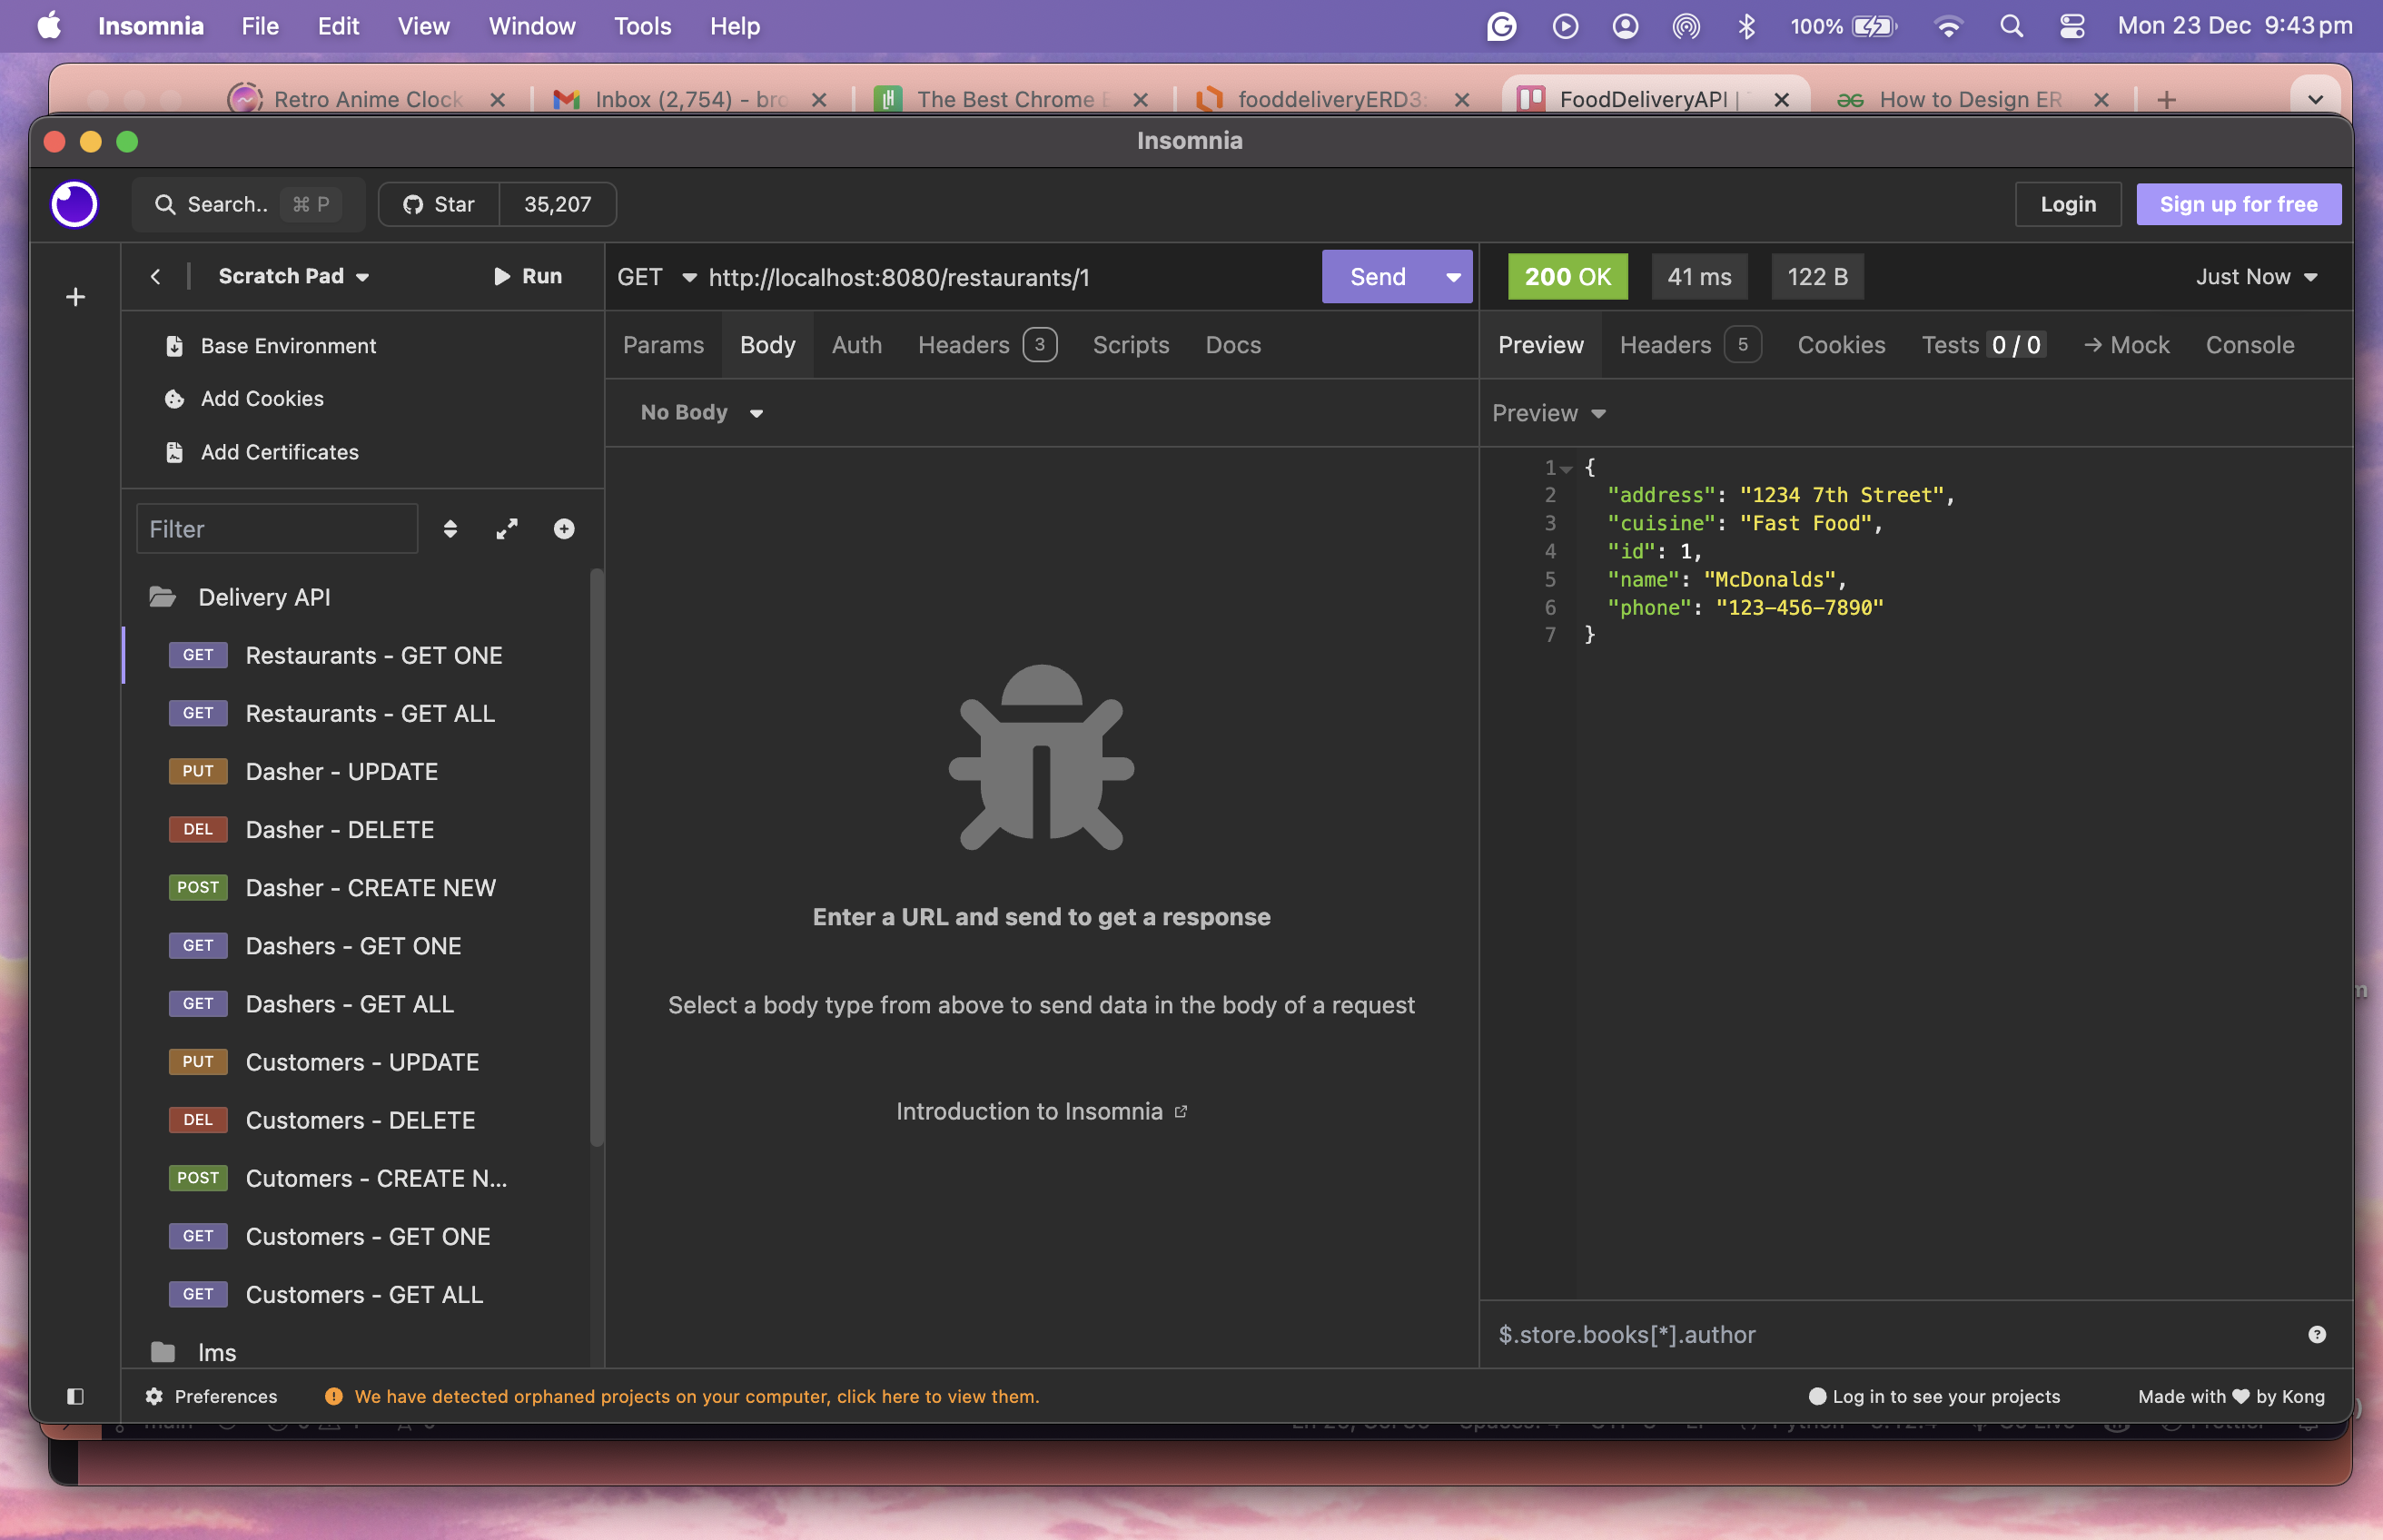 Insomnia File Edit View Window Tools Help 100% Mon 23 Dec 9:43 pm
Retro Anime Clock Inbox (2,754) - bro The Best Chrome E fooddeliveryERD3: FoodDeliveryAPI | How to Design ER
Insomnia
Search.. ⌘ P Star 35,207 Login Sign up for free
Scratch Pad Run
Base Environment
Add Cookies
Add Certificates
Filter
Delivery API
GET Restaurants - GET ONE
GET Restaurants - GET ALL
PUT Dasher - UPDATE
DEL Dasher - DELETE
POST Dasher - CREATE NEW
GET Dashers - GET ONE
GET Dashers - GET ALL
PUT Customers - UPDATE
DEL Customers - DELETE
POST Cutomers - CREATE N...
GET Customers - GET ONE
GET Customers - GET ALL
lms
GET http://localhost:8080/restaurants/1 Send
Params Body Auth Headers 3 Scripts Docs
No Body
Enter a URL and send to get a response
Select a body type from above to send data in the body of a request
Introduction to Insomnia
200 OK 41 ms 122 B Just Now
Preview Headers 5 Cookies Tests 0 / 0 → Mock Console
Preview
1 {
2 "address": "1234 7th Street",
3 "cuisine": "Fast Food",
4 "id": 1,
5 "name": "McDonalds",
6 "phone": "123-456-7890"
7 }
$.store.books[*].author
Preferences We have detected orphaned projects on your computer, click here to view them. Log in to see your projects Made with ♥ by Kong